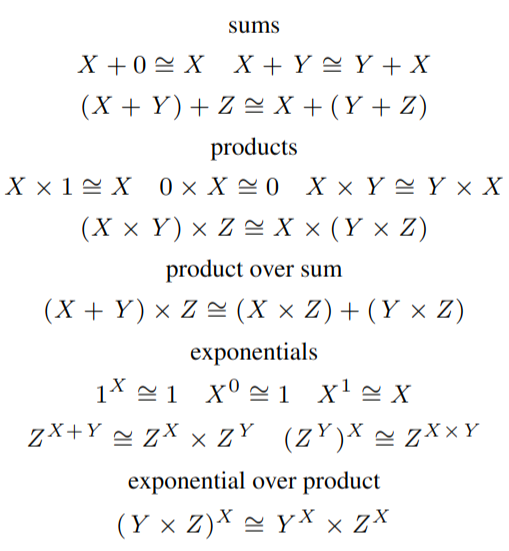 sums
X + 0 ≅ X   X + Y ≅ Y + X
(X + Y) + Z ≅ X + (Y + Z)
products
X × 1 ≅ X   0 × X ≅ 0   X × Y ≅ Y × X
(X × Y) × Z ≅ X × (Y × Z)
product over sum
(X + Y) × Z ≅ (X × Z) + (Y × Z)
exponentials
1^X ≅ 1   X^0 ≅ 1   X^1 ≅ X
Z^{X+Y} ≅ Z^X × Z^Y   (Z^Y)^X ≅ Z^{X×Y}
exponential over product
(Y × Z)^X ≅ Y^X × Z^X